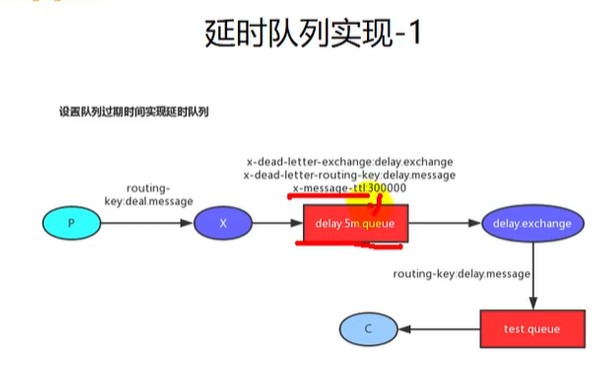 延时队列实现-1
设置队列过期时间实现延时队列
x-dead-letter-exchange:delay.exchange
x-dead-letter-routing-key:delay.message
x-message-ttl:300000
routing-
key:deal.message
P
X
delay.5m.queue
delay.exchange
routing-key:delay.message
C
test.queue